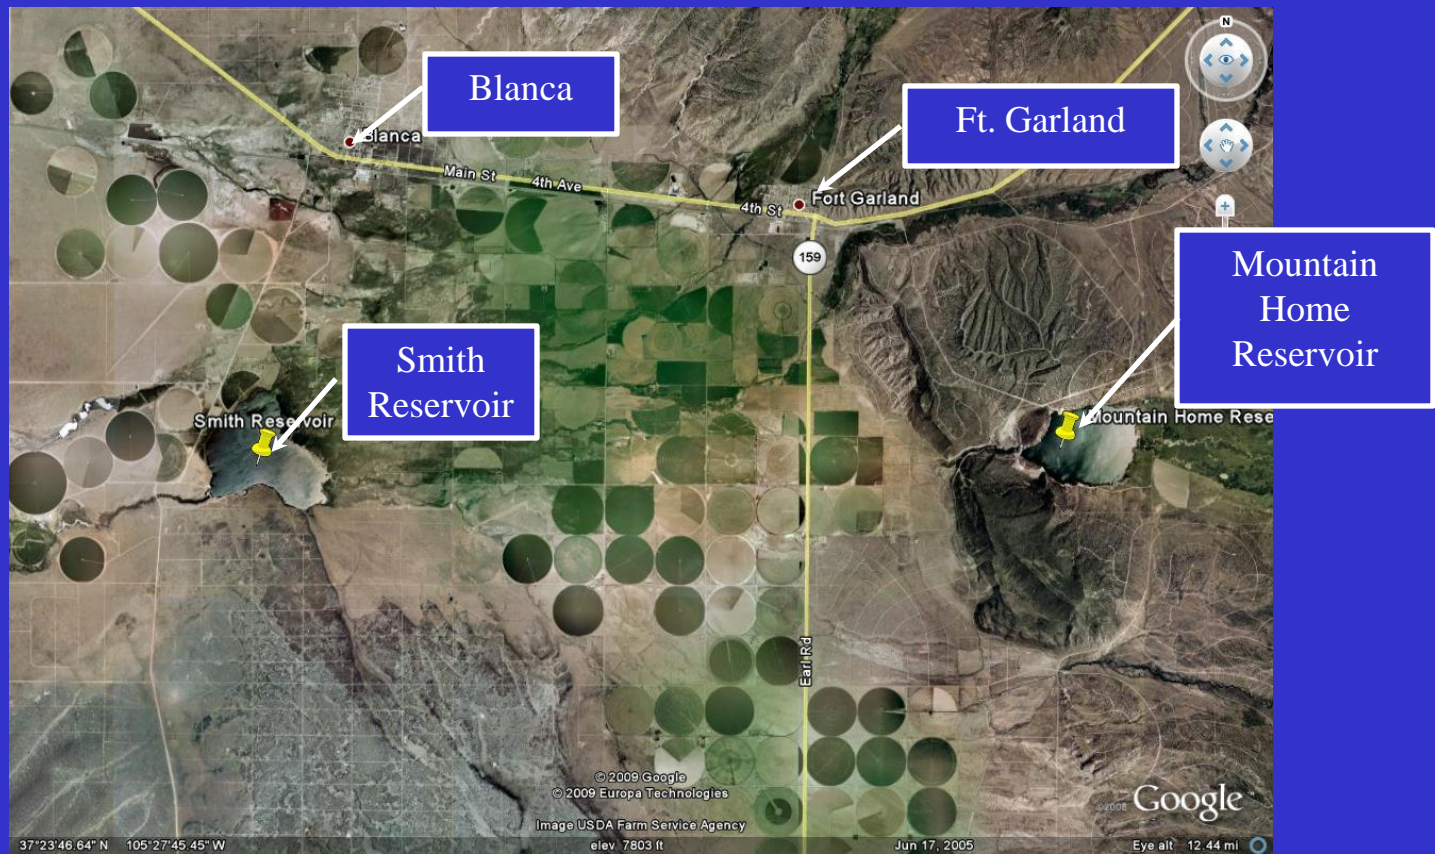 N
Blanca
Blanca
Ft. Garland
Main St
4th Ave
4th St
Fort Garland
159
Mountain
Home
Reservoir
Smith
Reservoir
Smith Reservoir
Mountain Home Rese
Earl Rd
© 2009 Google
© 2009 Europa Technologies
Image USDA Farm Service Agency
©2008 Google
37°23'46.64" N 105°27'45.45" W
elev 7803 ft
Jun 17, 2005
Eye alt 12.44 mi